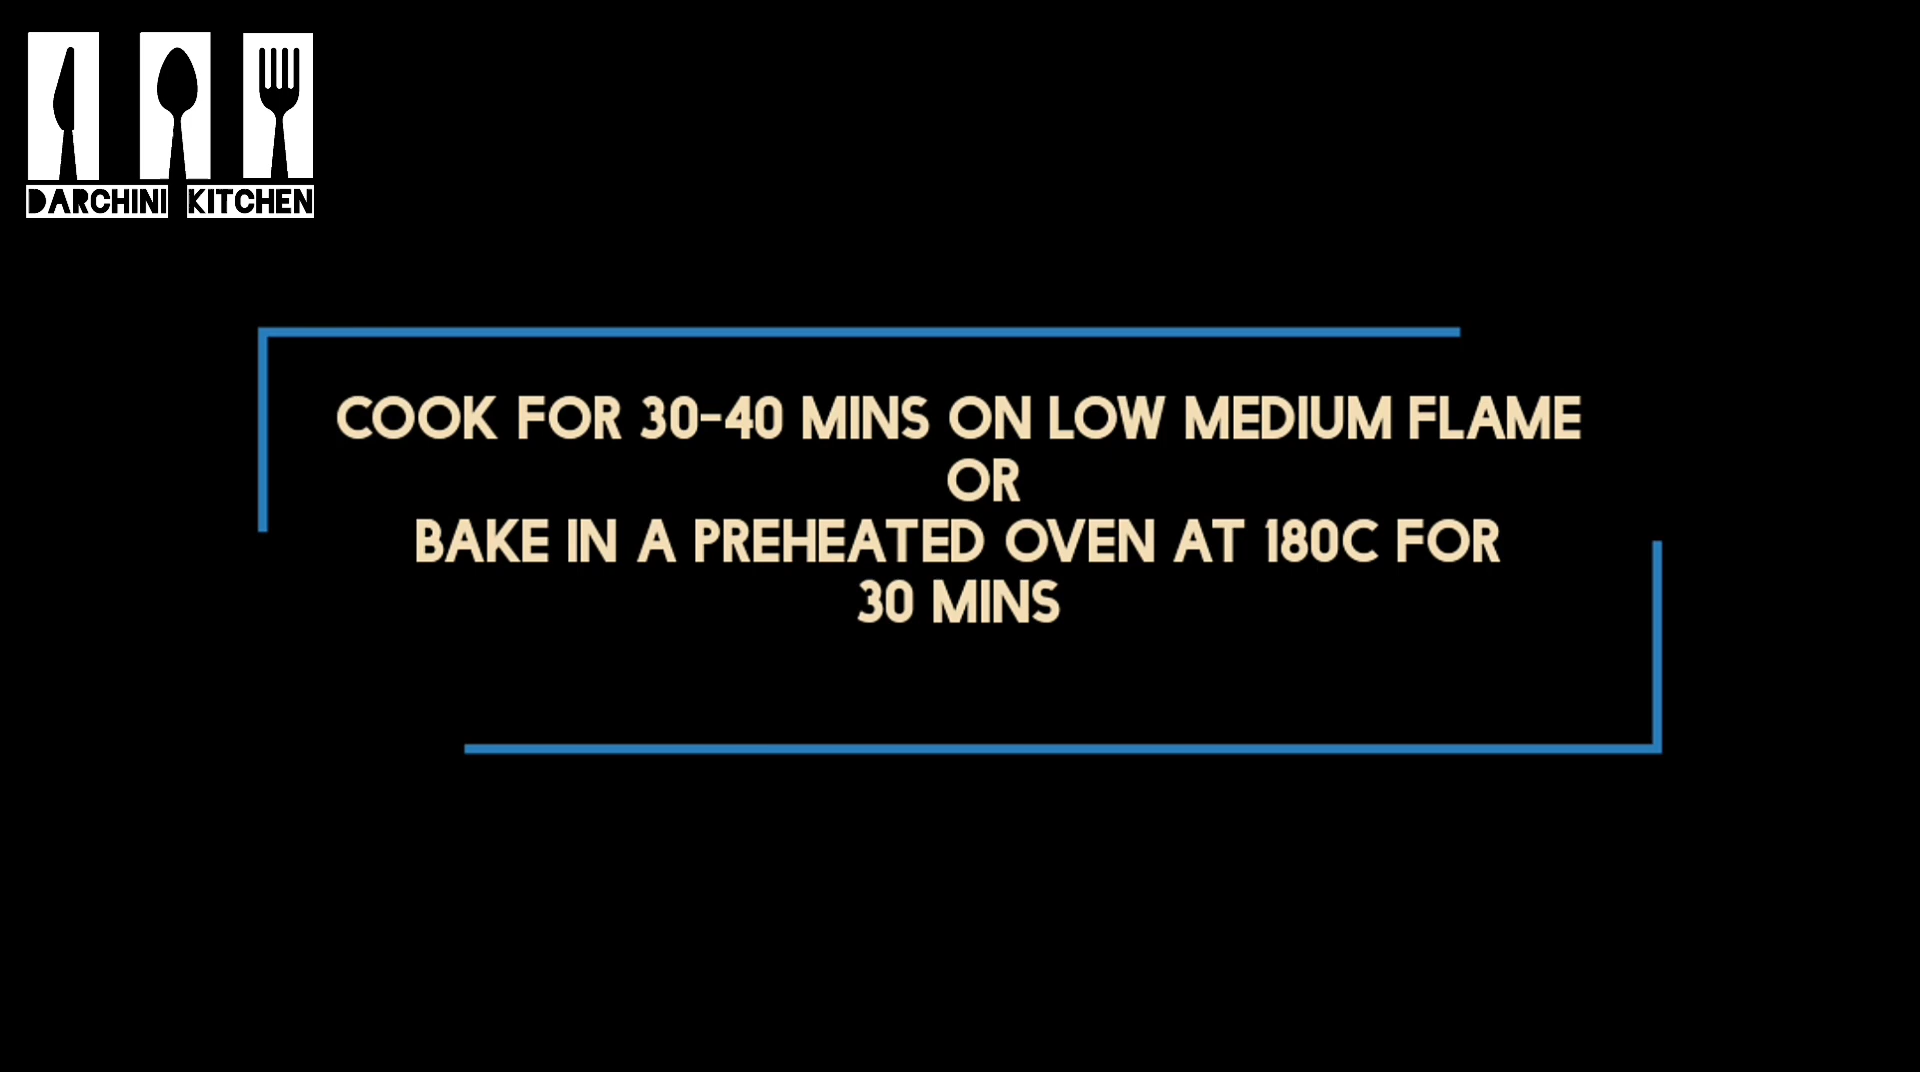 DARCHINI KITCHEN
COOK FOR 30-40 MINS ON LOW MEDIUM FLAME
OR
BAKE IN A PREHEATED OVEN AT 180C FOR
30 MINS